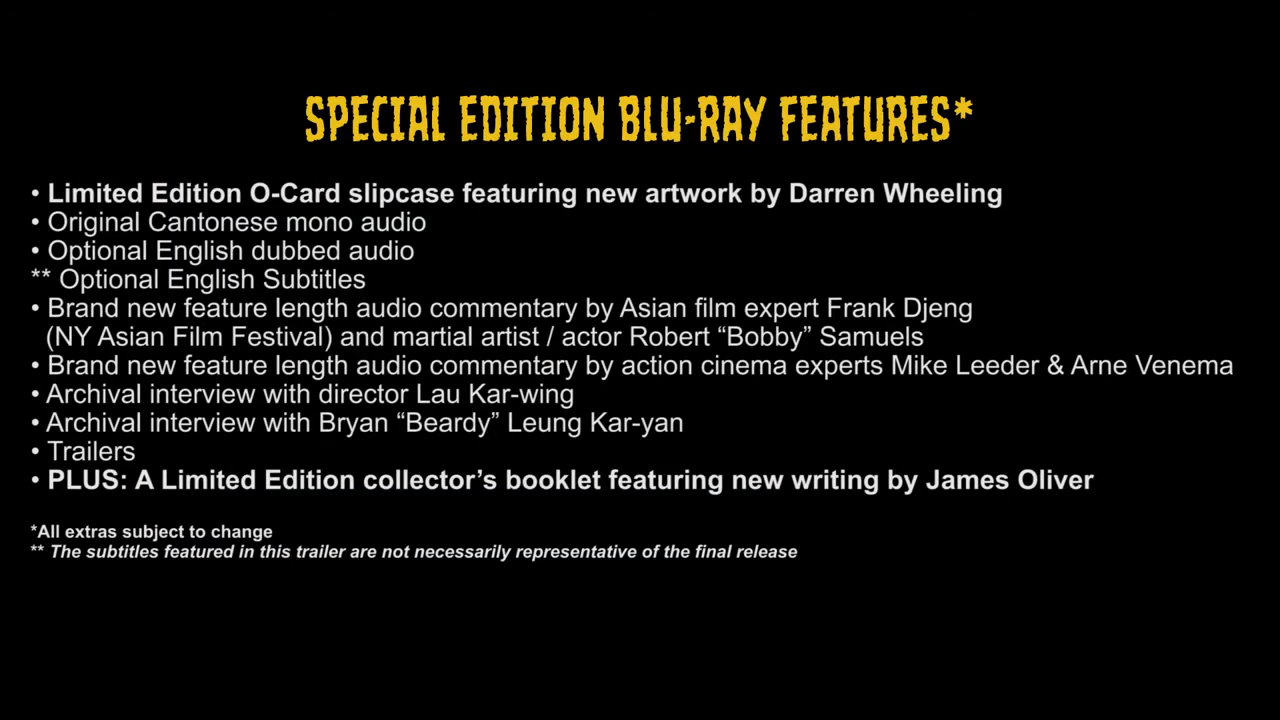 SPECIAL EDITION BLU-RAY FEATURES*
• Limited Edition O-Card slipcase featuring new artwork by Darren Wheeling
• Original Cantonese mono audio
• Optional English dubbed audio
** Optional English Subtitles
• Brand new feature length audio commentary by Asian film expert Frank Djeng
(NY Asian Film Festival) and martial artist / actor Robert “Bobby” Samuels
• Brand new feature length audio commentary by action cinema experts Mike Leeder & Arne Venema
• Archival interview with director Lau Kar-wing
• Archival interview with Bryan “Beardy” Leung Kar-yan
• Trailers
• PLUS: A Limited Edition collector’s booklet featuring new writing by James Oliver
*All extras subject to change
** The subtitles featured in this trailer are not necessarily representative of the final release